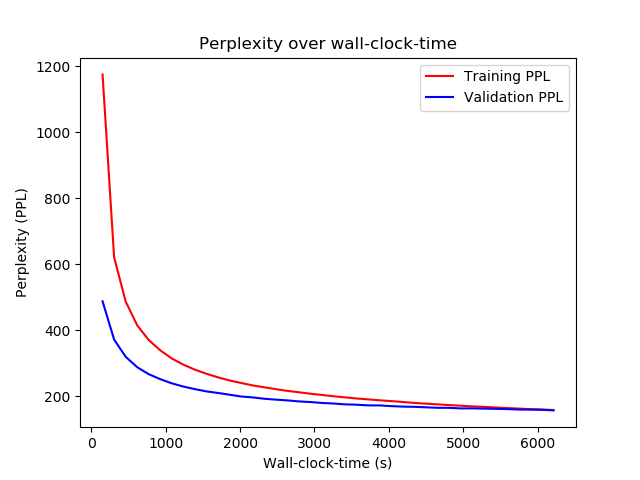 Perplexity over wall-clock-time
Training PPL
Validation PPL
Perplexity (PPL)
1200
1000
800
600
400
200
0 1000 2000 3000 4000 5000 6000
Wall-clock-time (s)